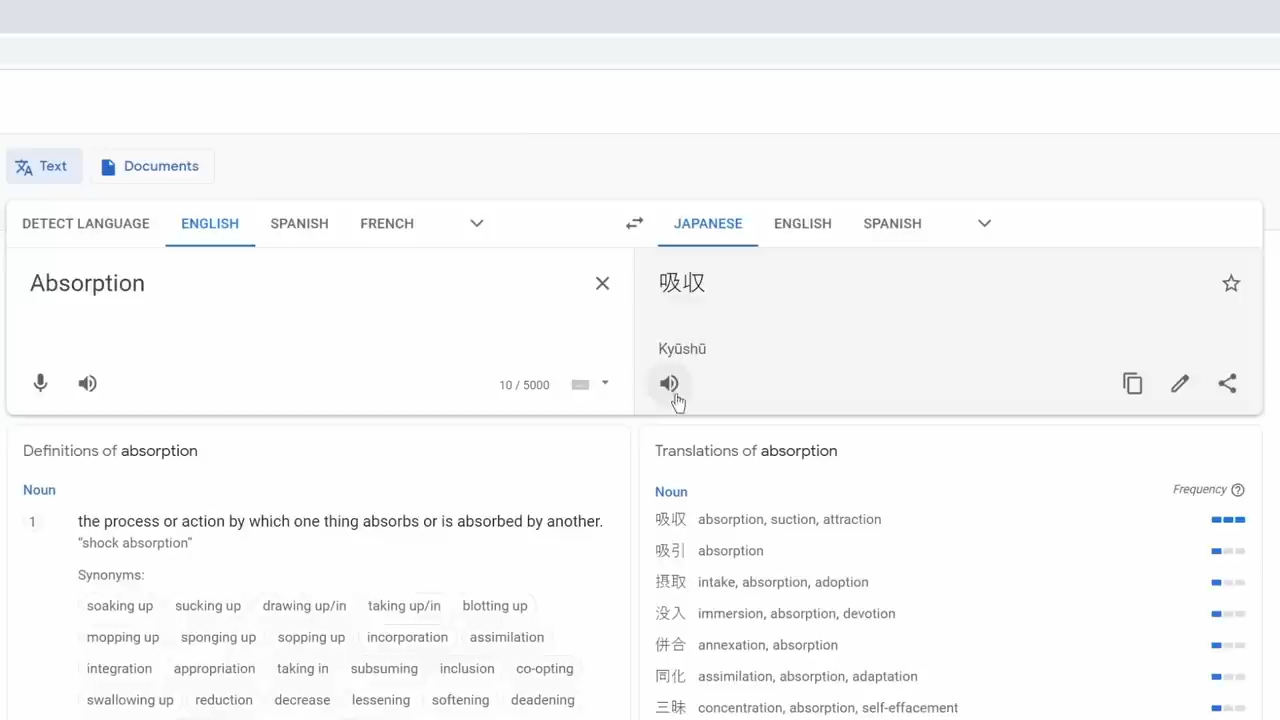 Text Documents
DETECT LANGUAGE ENGLISH SPANISH FRENCH JAPANESE ENGLISH SPANISH
Absorption
吸収
Kyūshū
10 / 5000
Definitions of absorption
Noun
1 the process or action by which one thing absorbs or is absorbed by another.
"shock absorption"
Synonyms:
soaking up sucking up drawing up/in taking up/in blotting up
mopping up sponging up sopping up incorporation assimilation
integration appropriation taking in subsuming inclusion co-opting
swallowing up reduction decrease lessening softening deadening
Translations of absorption
Noun Frequency
吸収 absorption, suction, attraction
吸引 absorption
摂取 intake, absorption, adoption
没入 immersion, absorption, devotion
併合 annexation, absorption
同化 assimilation, absorption, adaptation
三昧 concentration, absorption, self-effacement